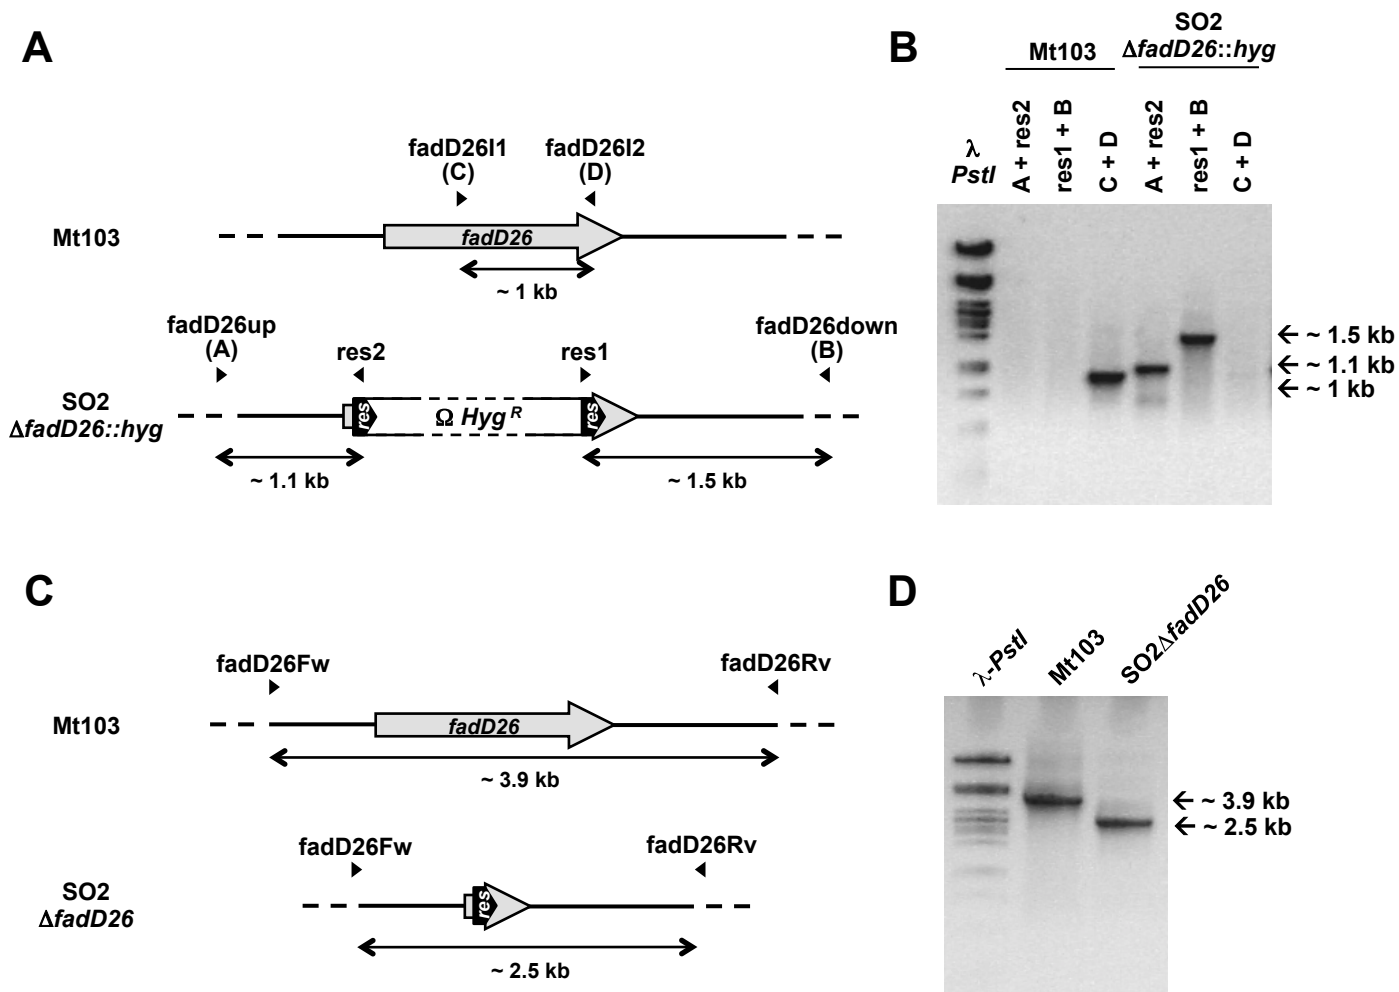 A
fadD26I1
(C)
fadD26I2
(D)
Mt103
fadD26
~ 1 kb
fadD26up
(A)
res2
res1
fadD26down
(B)
SO2
ΔfadD26::hyg
res
Ω Hyg R
res
~ 1.1 kb
~ 1.5 kb
B
Mt103
SO2
ΔfadD26::hyg
λ
PstI
A + res2
res1 + B
C + D
A + res2
res1 + B
C + D
← ~ 1.5 kb
← ~ 1.1 kb
← ~ 1 kb
C
fadD26Fw
fadD26Rv
Mt103
fadD26
~ 3.9 kb
fadD26Fw
fadD26Rv
SO2
ΔfadD26
res
~ 2.5 kb
D
λ-PstI
Mt103
SO2ΔfadD26
← ~ 3.9 kb
← ~ 2.5 kb